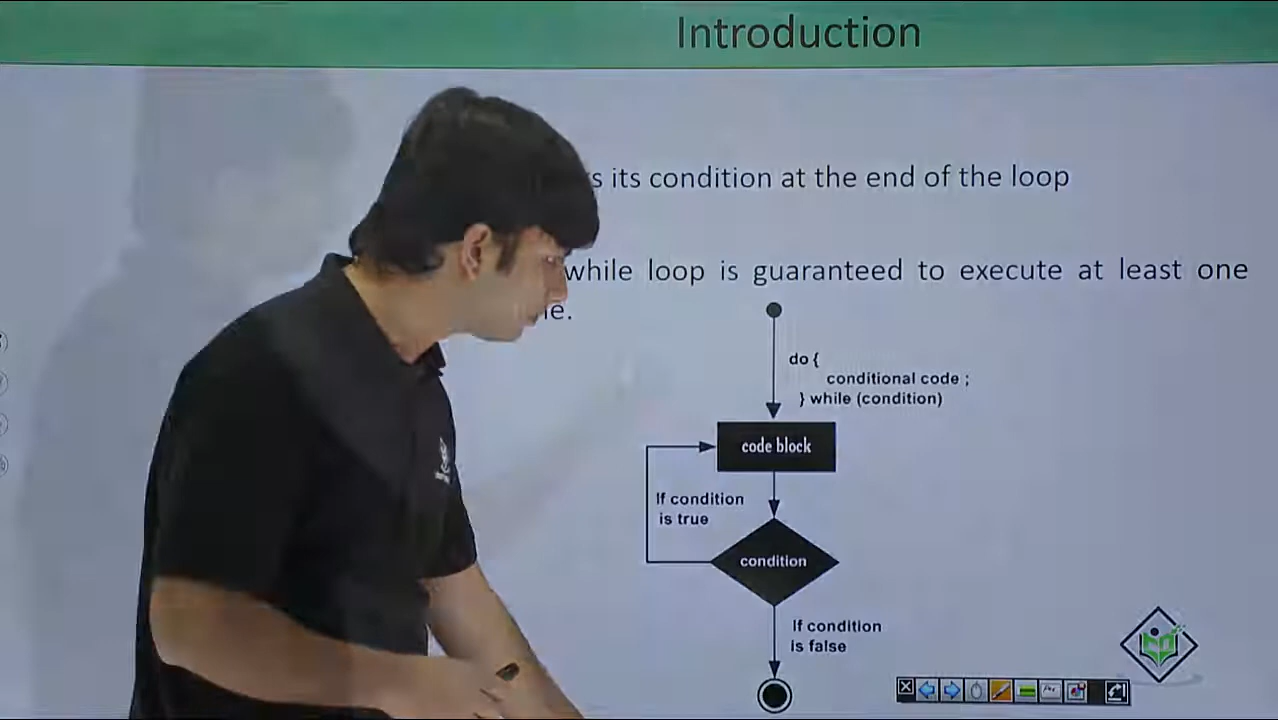 Introduction
its condition at the end of the loop
while loop is guaranteed to execute at least one
do {
conditional code ;
} while (condition)
code block
If condition
is true
condition
If condition
is false